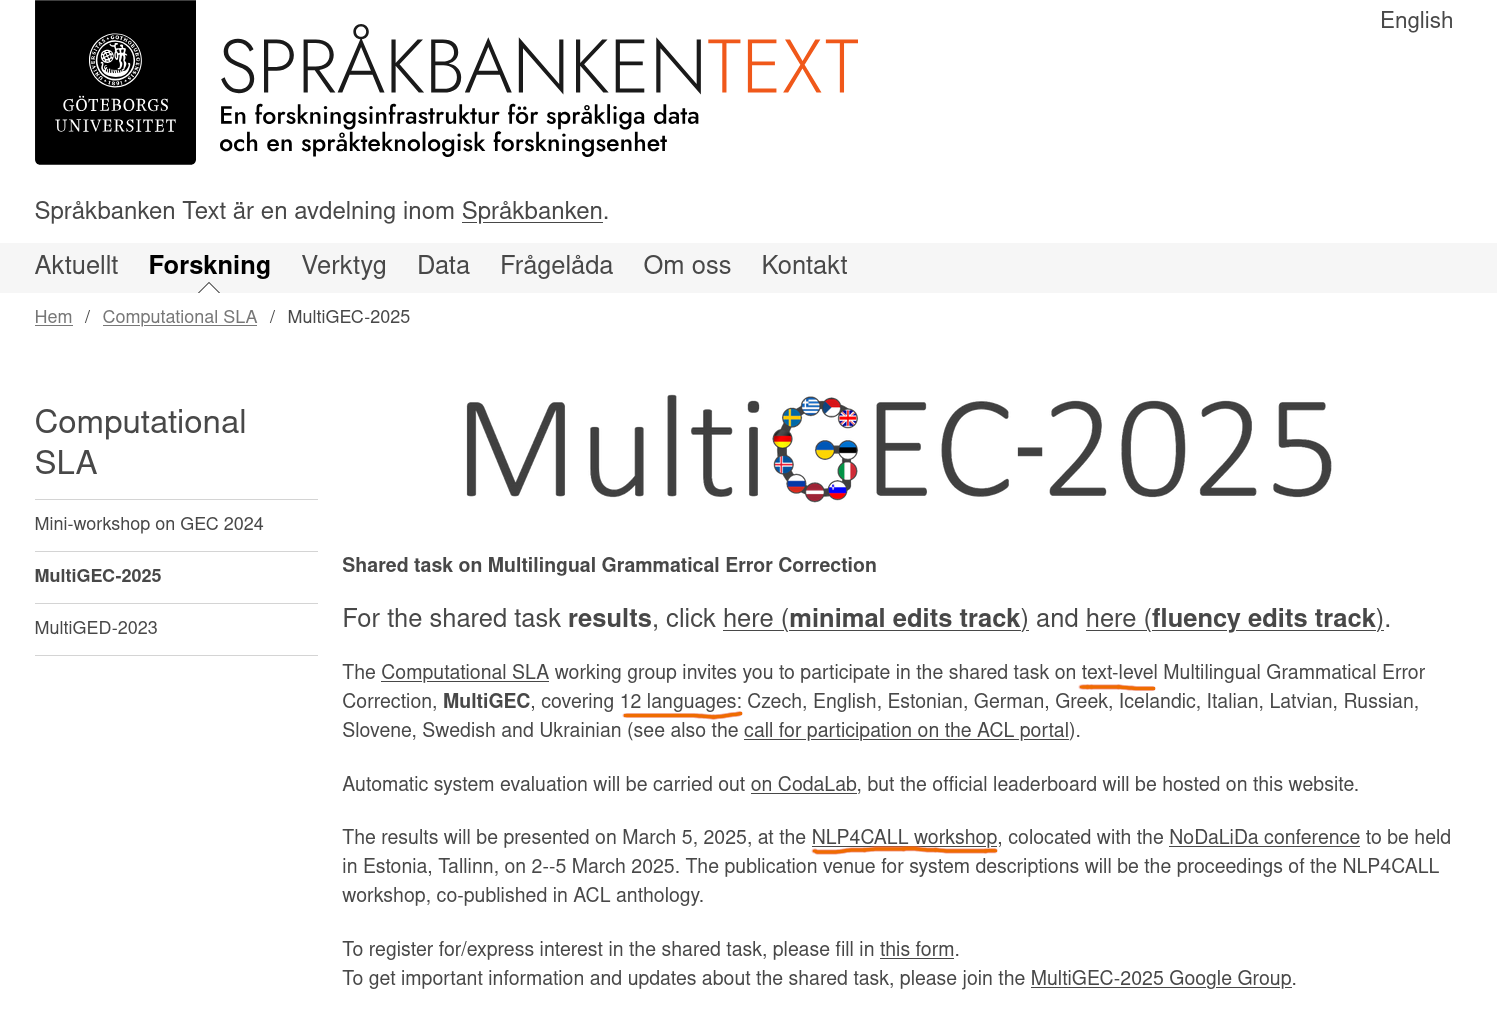 English
GÖTEBORGS
UNIVERSITET
SPRÅKBANKENTEXT
En forskningsinfrastruktur för språkliga data
och en språkteknologisk forskningsenhet
Språkbanken Text är en avdelning inom Språkbanken.
Aktuellt Forskning Verktyg Data Frågelåda Om oss Kontakt
Hem / Computational SLA / MultiGEC-2025
Computational
SLA
Mini-workshop on GEC 2024
MultiGEC-2025
MultiGED-2023
MultiGEC-2025
Shared task on Multilingual Grammatical Error Correction
For the shared task results, click here (minimal edits track) and here (fluency edits track).
The Computational SLA working group invites you to participate in the shared task on text-level Multilingual Grammatical Error
Correction, MultiGEC, covering 12 languages: Czech, English, Estonian, German, Greek, Icelandic, Italian, Latvian, Russian,
Slovene, Swedish and Ukrainian (see also the call for participation on the ACL portal).
Automatic system evaluation will be carried out on CodaLab, but the official leaderboard will be hosted on this website.
The results will be presented on March 5, 2025, at the NLP4CALL workshop, colocated with the NoDaLiDa conference to be held
in Estonia, Tallinn, on 2--5 March 2025. The publication venue for system descriptions will be the proceedings of the NLP4CALL
workshop, co-published in ACL anthology.
To register for/express interest in the shared task, please fill in this form.
To get important information and updates about the shared task, please join the MultiGEC-2025 Google Group.